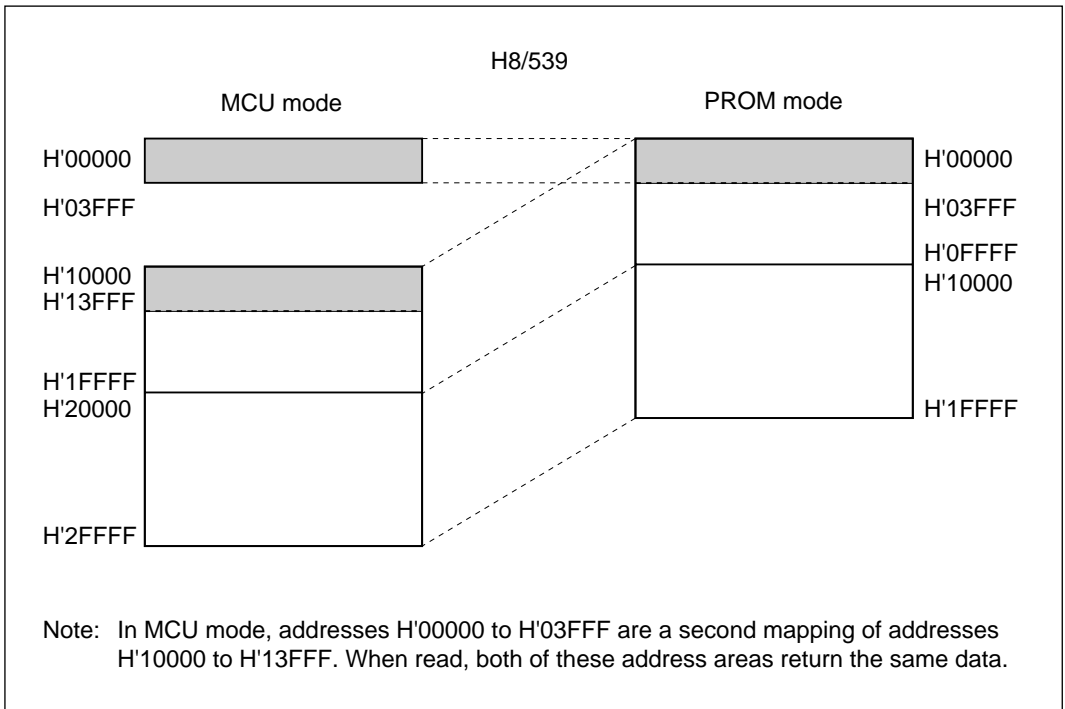 H8/539
MCU mode
PROM mode
H'00000
H'03FFF
H'10000
H'13FFF
H'1FFFF
H'20000
H'2FFFF
H'00000
H'03FFF
H'0FFFF
H'10000
H'1FFFF
Note: In MCU mode, addresses H'00000 to H'03FFF are a second mapping of addresses
H'10000 to H'13FFF. When read, both of these address areas return the same data.